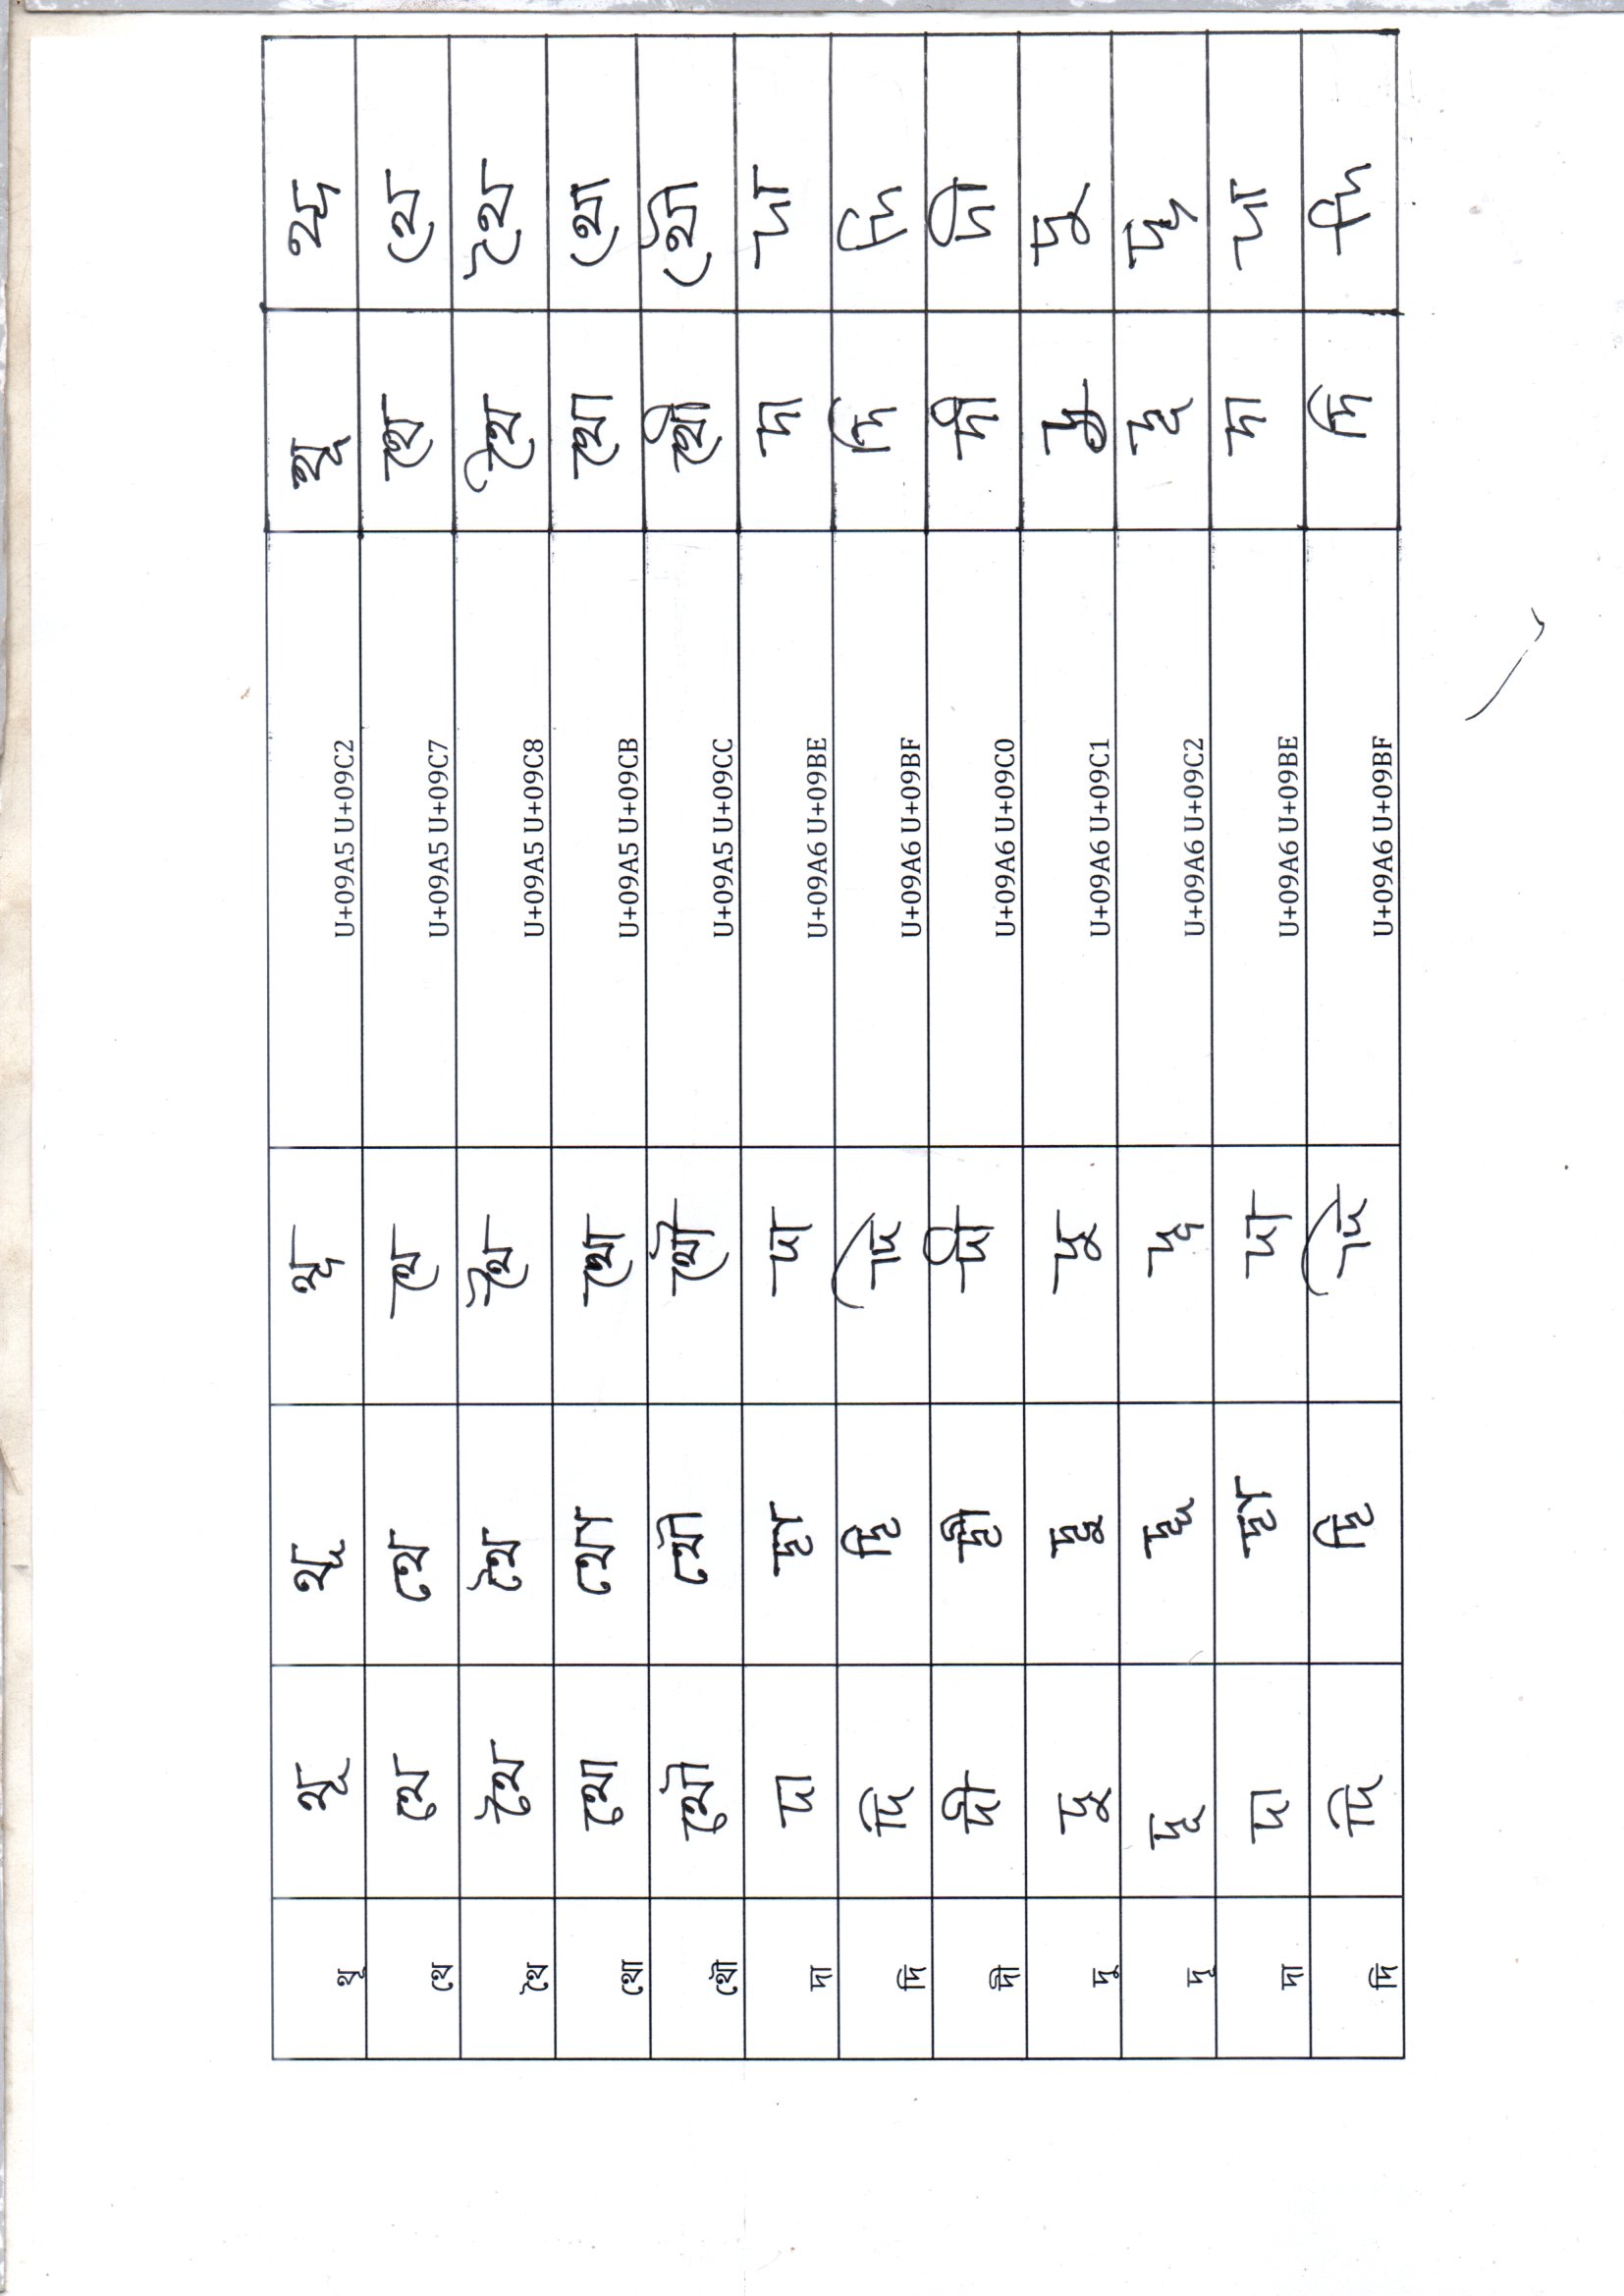 থূ থূ থূ থূ U+09A5 U+09C2 থূ থূ
থে থে থে থে U+09A5 U+09C7 থে থে
থৈ থৈ থৈ থৈ U+09A5 U+09C8 থৈ থৈ
থো থো থো থো U+09A5 U+09CB থো থো
থৌ থৌ থৌ থৌ U+09A5 U+09CC থৌ থৌ
দা দা দা দা U+09A6 U+09BE দা দা
দি দি দি দি U+09A6 U+09BF দি দি
দী দী দী দী U+09A6 U+09C0 দী দী
দু দু দু দু U+09A6 U+09C1 দু দু
দূ দূ দূ দূ U+09A6 U+09C2 দূ দূ
দা দা দা দা U+09A6 U+09BE দা দা
দি দি দি দি U+09A6 U+09BF দি দি